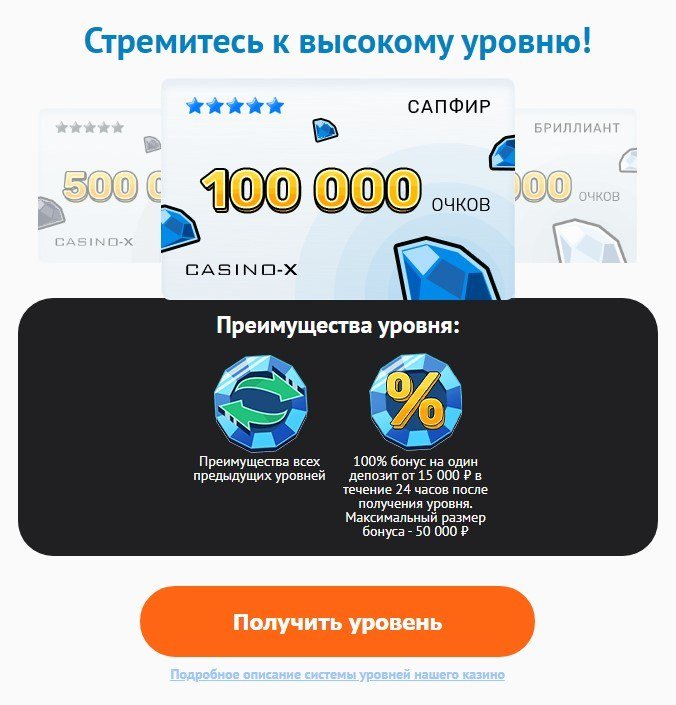 Стремитесь к высокому уровню!
САПФИР
БРИЛЛИАНТ
500 0
100 000 ОЧКОВ
000 ОЧКОВ
CASINO-X
CASINO-X
Преимущества уровня:
%
Преимущества всех
предыдущих уровней
100% бонус на один
депозит от 15 000 ₽ в
течение 24 часов после
получения уровня.
Максимальный размер
бонуса - 50 000 ₽
Получить уровень
Подробное описание системы уровней нашего казино